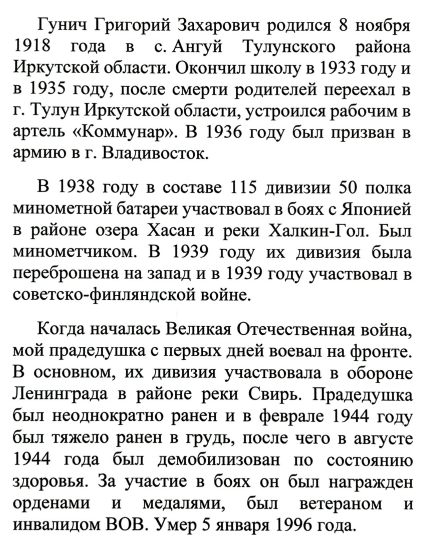 Гунич Григорий Захарович родился 8 ноября
1918 года в с. Ангуй Тулунского района
Иркутской области. Окончил школу в 1933 году и
в 1935 году, после смерти родителей переехал в
г. Тулун Иркутской области, устроился рабочим в
артель «Коммунар». В 1936 году был призван в
армию в г. Владивосток.
В 1938 году в составе 115 дивизии 50 полка
минометной батареи участвовал в боях с Японией
в районе озера Хасан и реки Халкин-Гол. Был
минометчиком. В 1939 году их дивизия была
переброшена на запад и в 1939 году участвовал в
советско-финляндской войне.
Когда началась Великая Отечественная война,
мой прадедушка с первых дней воевал на фронте.
В основном, их дивизия участвовала в обороне
Ленинграда в районе реки Свирь. Прадедушка
был неоднократно ранен и в феврале 1944 году
был тяжело ранен в грудь, после чего в августе
1944 года был демобилизован по состоянию
здоровья. За участие в боях он был награжден
орденами и медалями, был ветераном и
инвалидом ВОВ. Умер 5 января 1996 года.